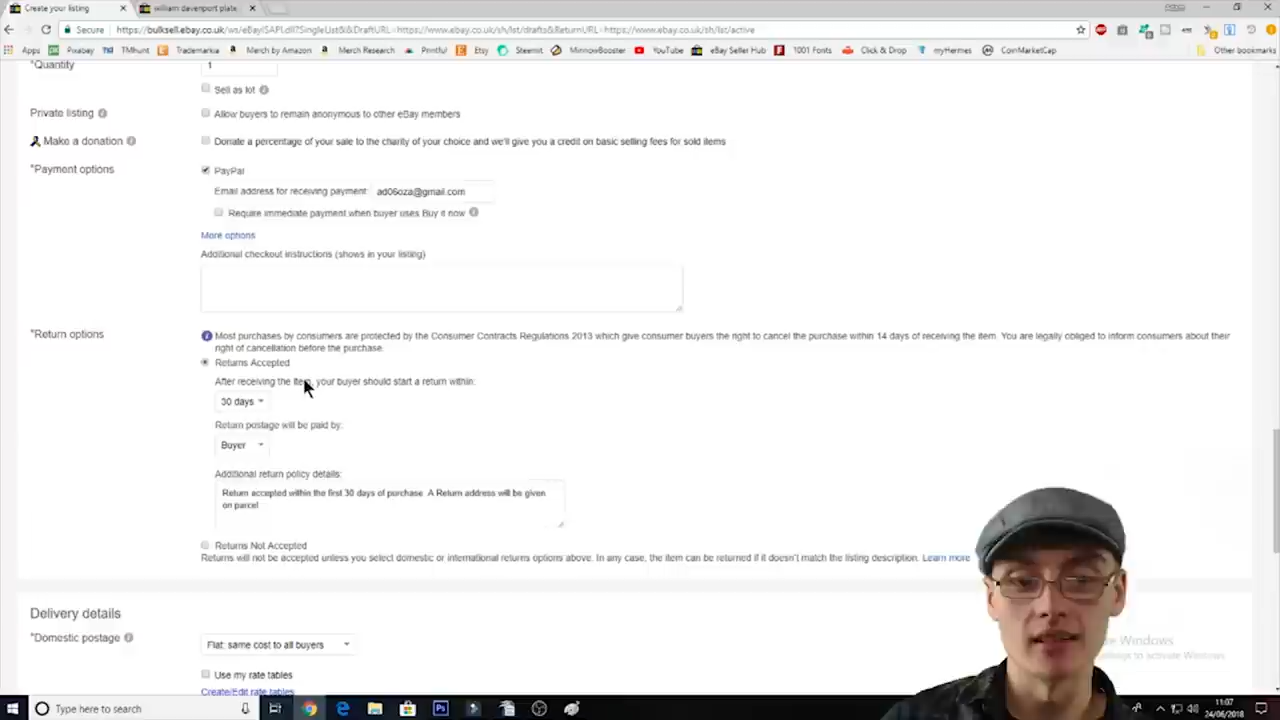 Create your listing
william davenport plate
Secure
https://bulksell.ebay.co.uk/ws/eBayISAPI.dll?SingleList&&DraftURL=https://www.ebay.co.uk/sh/lst/drafts&ReturnURL=https://www.ebay.co.uk/sh/lst/active
Apps Pixabay TMhunt Trademarkia Merch by Amazon Merch Research Printful Etsy Steemit MinnowBooster YouTube eBay Seller Hub 1001 Fonts Click & Drop myHermes CoinMarketCap Other bookmarks
*Quantity 1
Sell as lot
Private listing Allow buyers to remain anonymous to other eBay members
Make a donation Donate a percentage of your sale to the charity of your choice and we'll give you a credit on basic selling fees for sold items
*Payment options PayPal
Email address for receiving payment: ad06oza@gmail.com
Require immediate payment when buyer uses Buy it now
More options
Additional checkout instructions (shows in your listing)
*Return options Most purchases by consumers are protected by the Consumer Contracts Regulations 2013 which give consumer buyers the right to cancel the purchase within 14 days of receiving the item. You are legally obliged to inform consumers about their
right of cancellation before the purchase.
Returns Accepted
After receiving the item, your buyer should start a return within:
30 days
Return postage will be paid by:
Buyer
Additional return policy details:
Return accepted within the first 30 days of purchase A Return address will be given
on parcel
Returns Not Accepted
Returns will not be accepted unless you select domestic or international returns options above. In any case, the item can be returned if it doesn't match the listing description. Learn more
Delivery details
*Domestic postage Flat: same cost to all buyers
Use my rate tables
Create/Edit rate tables
Windows
to activate Windows
Type here to search
11:07
24/06/2018